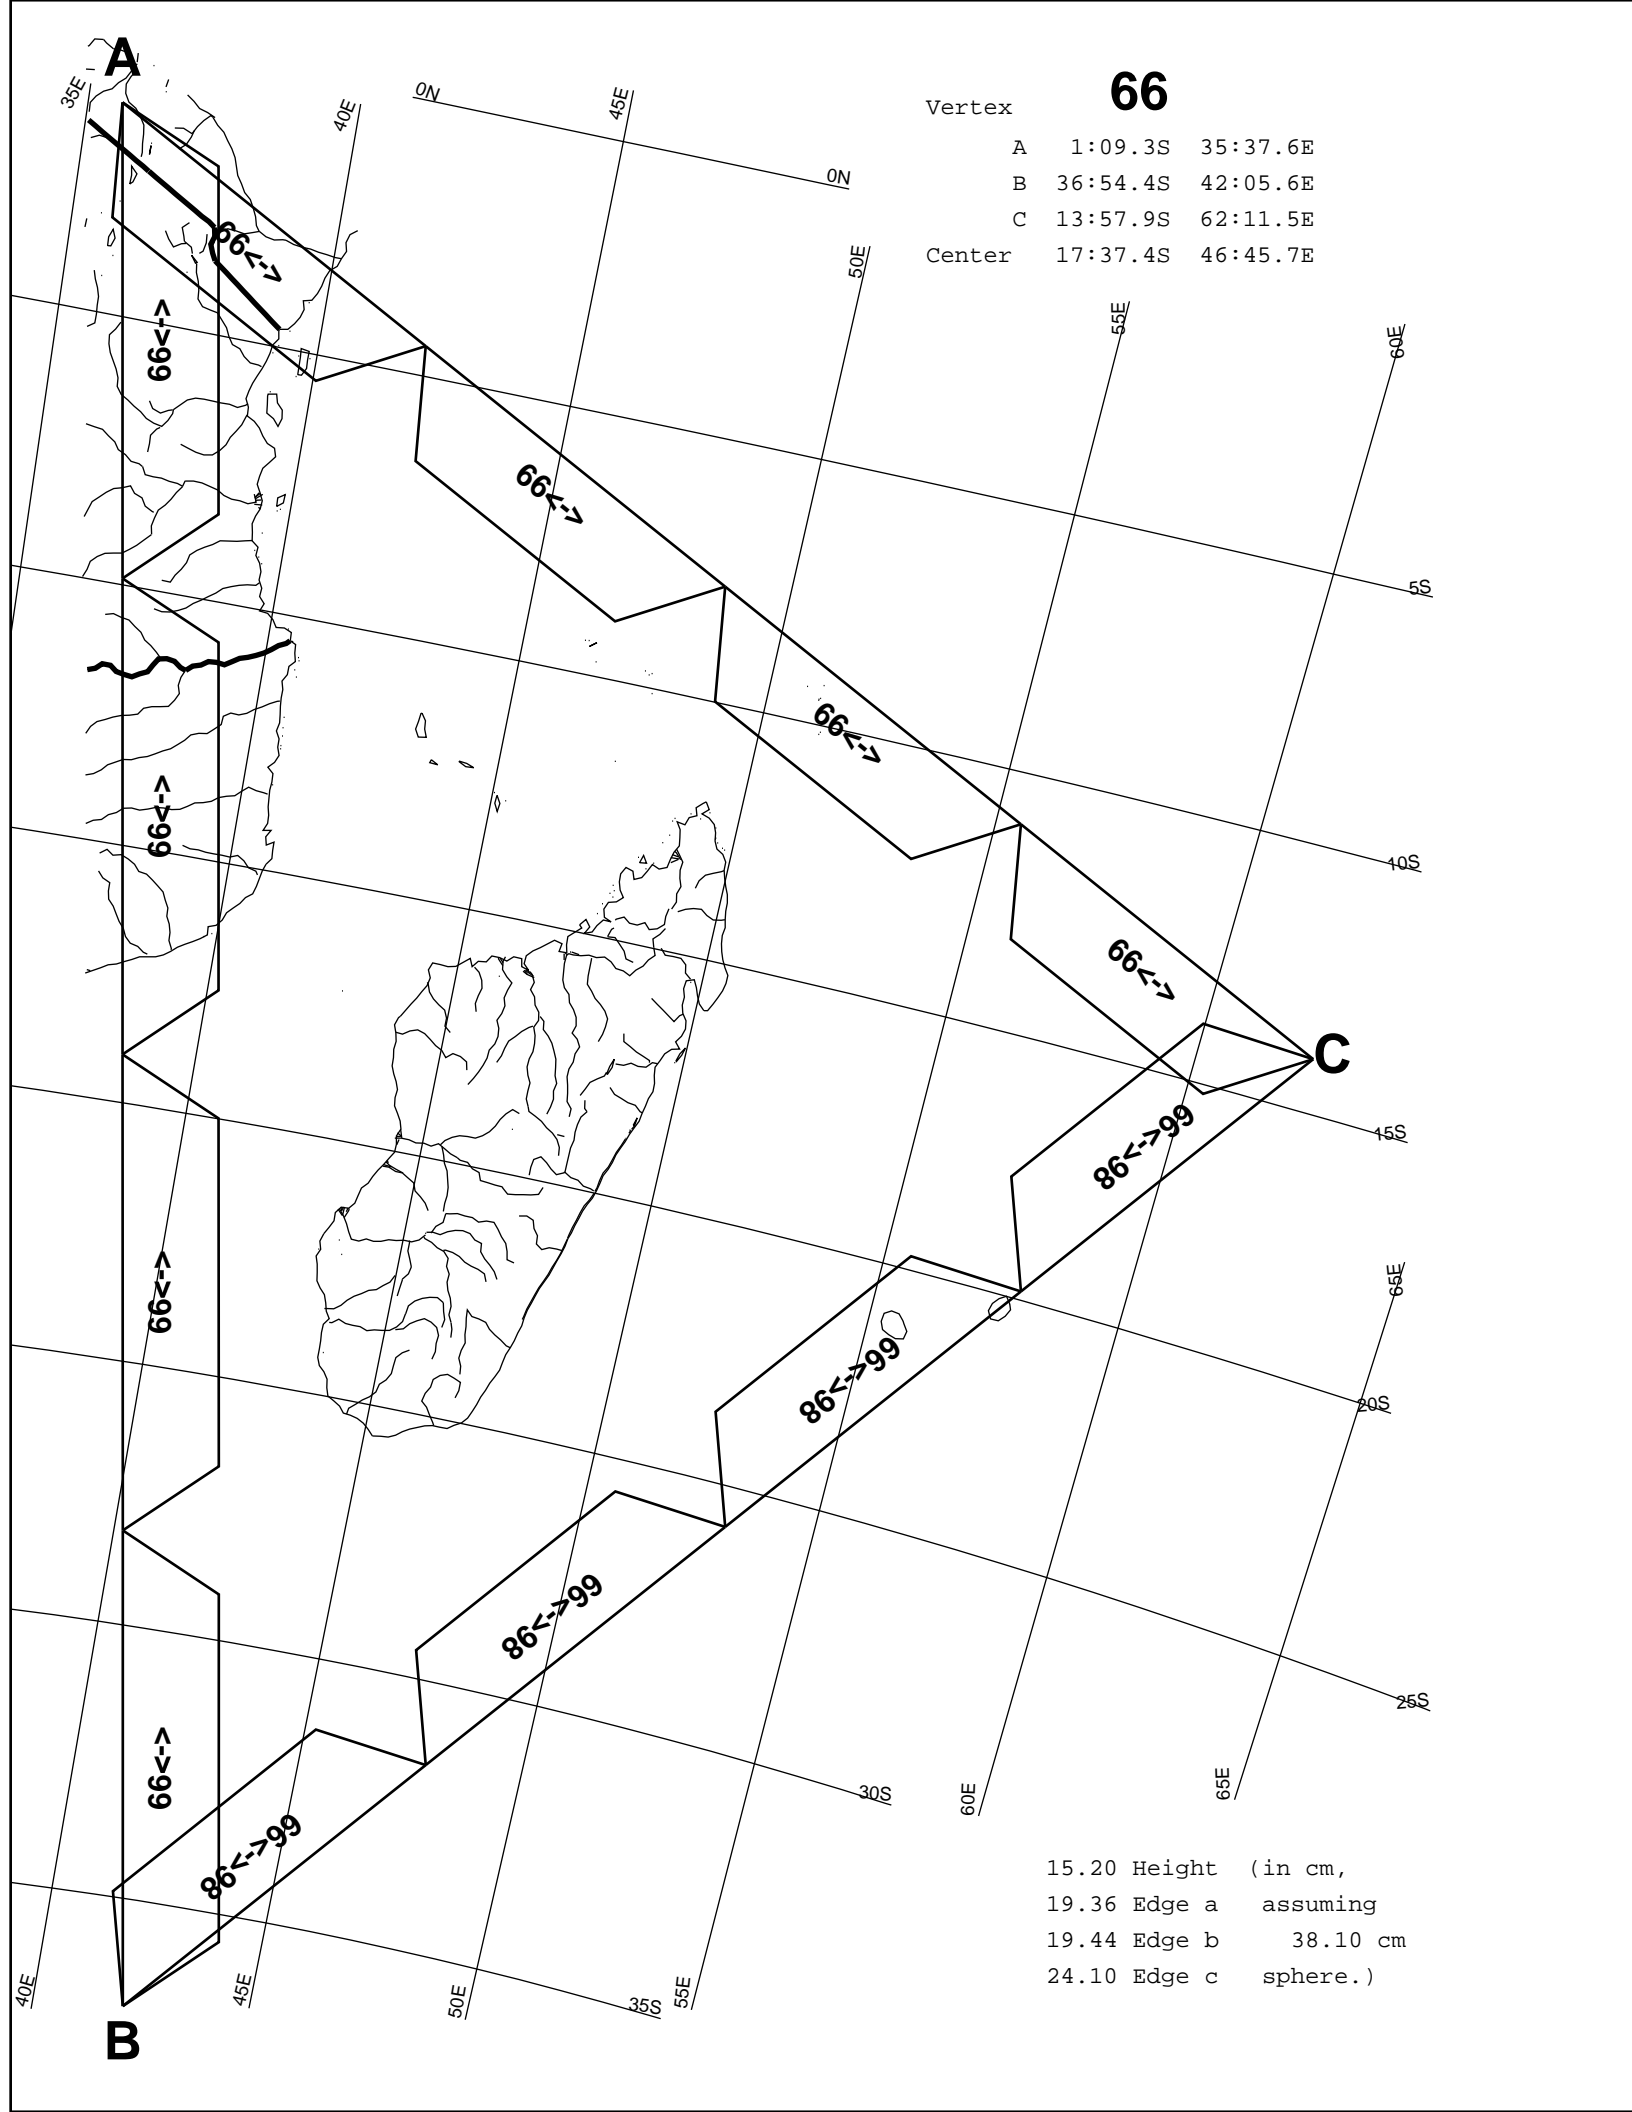 A
35E
40E
0N
45E
0N
50E
55E
60E
66
Vertex
A 1:09.3S 35:37.6E
B 36:54.4S 42:05.6E
C 13:57.9S 62:11.5E
Center 17:37.4S 46:45.7E
66<->
66<->
66<->
5S
66<->
66<->
10S
66<->
C
15S
86<->66
66<->
65E
86<->66
20S
86<->66
25S
66<->
30S
60E
65E
86<->66
40E
45E
50E
35S
55E
B
15.20 Height (in cm,
19.36 Edge a assuming
19.44 Edge b 38.10 cm
24.10 Edge c sphere.)